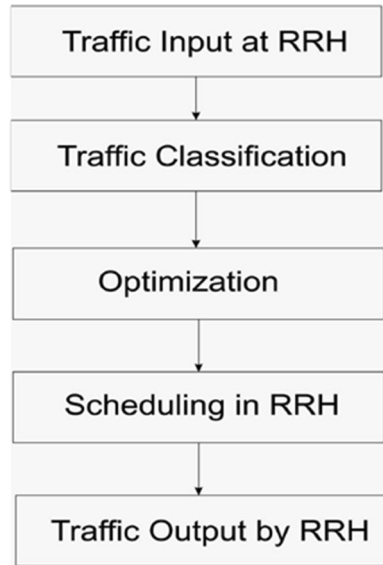 Traffic Input at RRH
Traffic Classification
Optimization
Scheduling in RRH
Traffic Output by RRH